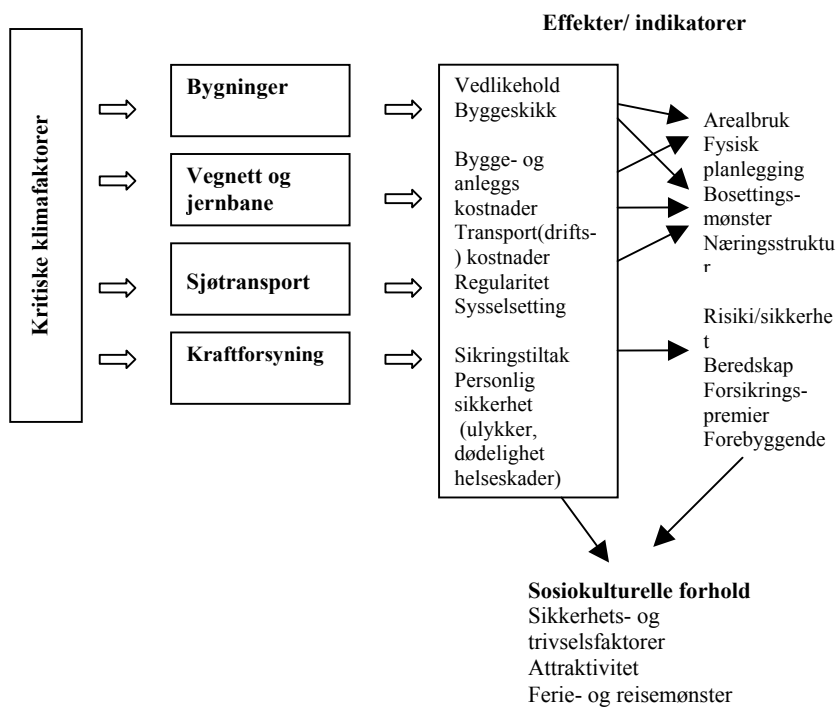 Effekter/ indikatorer
Kritiske klimafaktorer
Bygninger
Vegnett og
jernbane
Sjøtransport
Kraftforsyning
Vedlikehold
Byggeskikk
Bygge- og
anleggs
kostnader
Transport(drifts-
) kostnader
Regularitet
Sysselsetting
Sikringstiltak
Personlig
sikkerhet
(ulykker,
dødelighet
helseskader)
Arealbruk
Fysisk
planlegging
Bosettings-
mønster
Næringsstruktu
r
Risiki/sikkerhe
t
Beredskap
Forsikrings-
premier
Forebyggende
Sosiokulturelle forhold
Sikkerhets- og
trivselsfaktorer
Attraktivitet
Ferie- og reisemønster